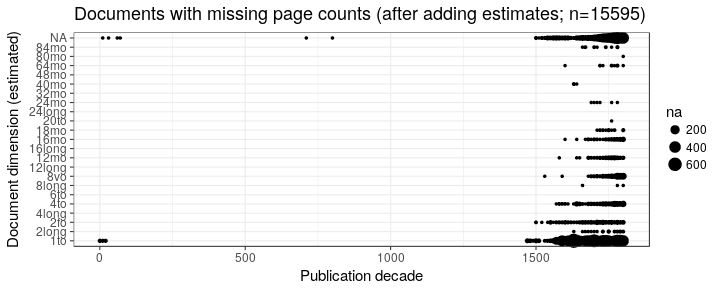 Documents with missing page counts (after adding estimates; n=15595)
Document dimension (estimated)
NA
84mo
80mo
64mo
48mo
40mo
32mo
24mo
24long
20to
18mo
16mo
16long
12mo
12long
8vo
8long
6to
4to
4long
2fo
2long
1to
0
500
1000
1500
Publication decade
na
200
400
600